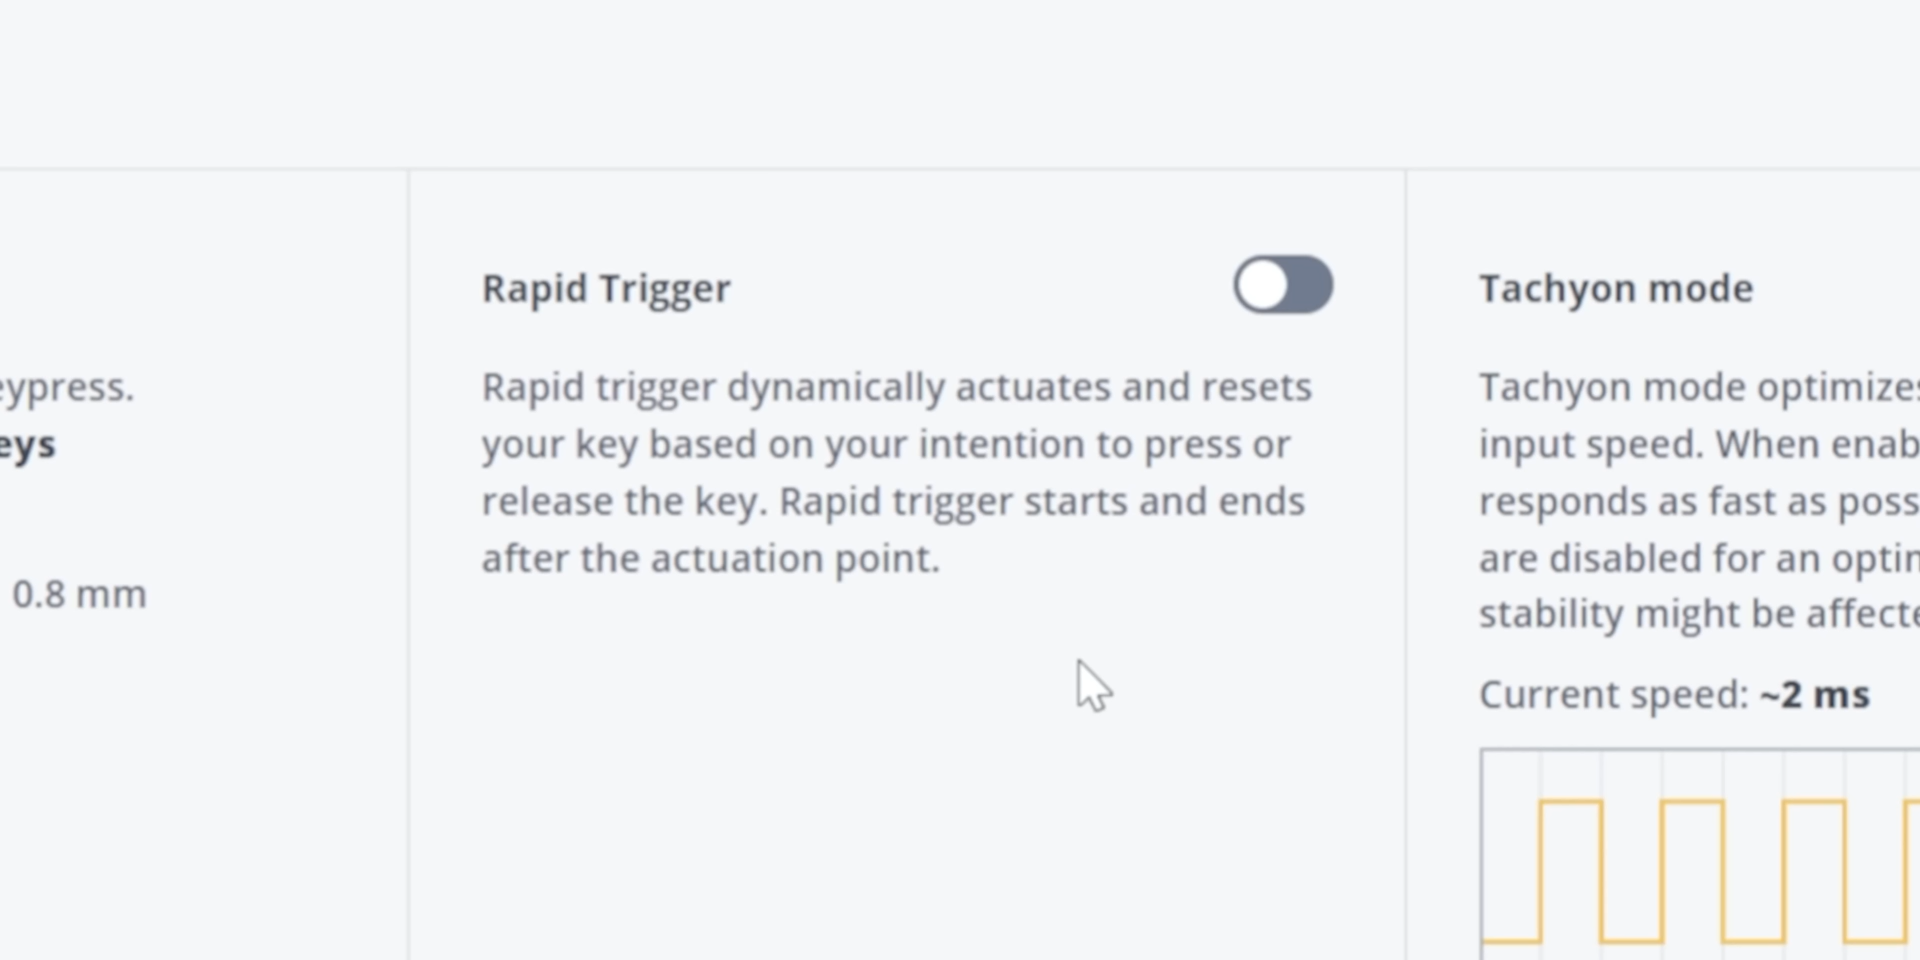 eypress.
eys
0.8 mm
Rapid Trigger
Rapid trigger dynamically actuates and resets
your key based on your intention to press or
release the key. Rapid trigger starts and ends
after the actuation point.
Tachyon mode
Tachyon mode optimizes
input speed. When enab
responds as fast as poss
are disabled for an optim
stability might be affecte
Current speed: ~2 ms